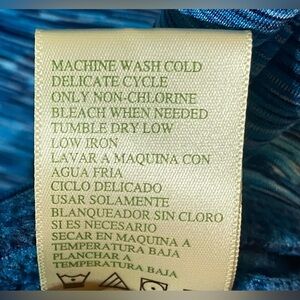 MACHINE WASH COLD
DELICATE CYCLE
ONLY NON-CHLORINE
BLEACH WHEN NEEDED
TUMBLE DRY LOW
LOW IRON
LAVAR A MAQUINA CON
AGUA FRIA
CICLO DELICADO
USAR SOLAMENTE
BLANQUEADOR SIN CLORO
SI ES NECESARIO
SECAR EN MAQUINA A
TEMPERATURA BAJA
PLANCHAR A
TEMPERATURA BAJA